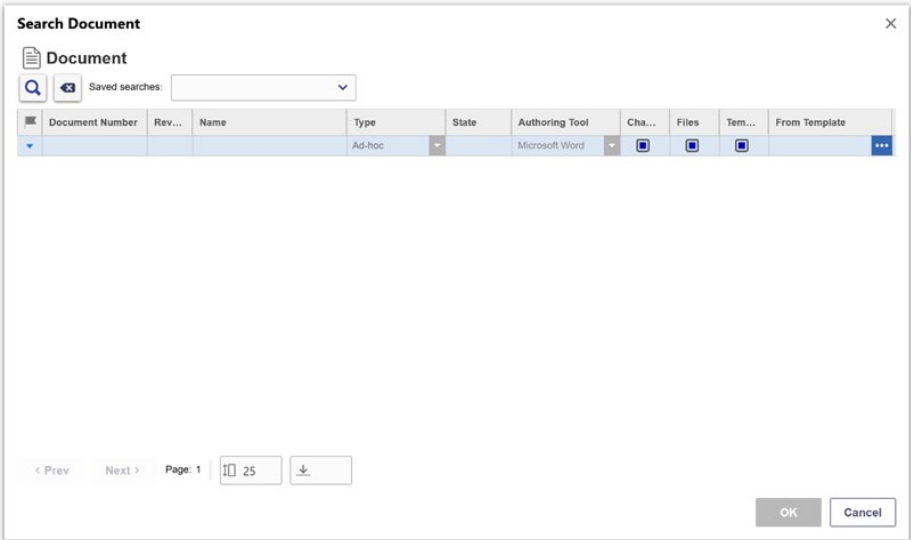 Search Document
Document
Saved searches:
Document Number Rev... Name Type State Authoring Tool Cha... Files Tem... From Template
Ad-hoc Microsoft Word
< Prev Next > Page: 1 25
OK Cancel